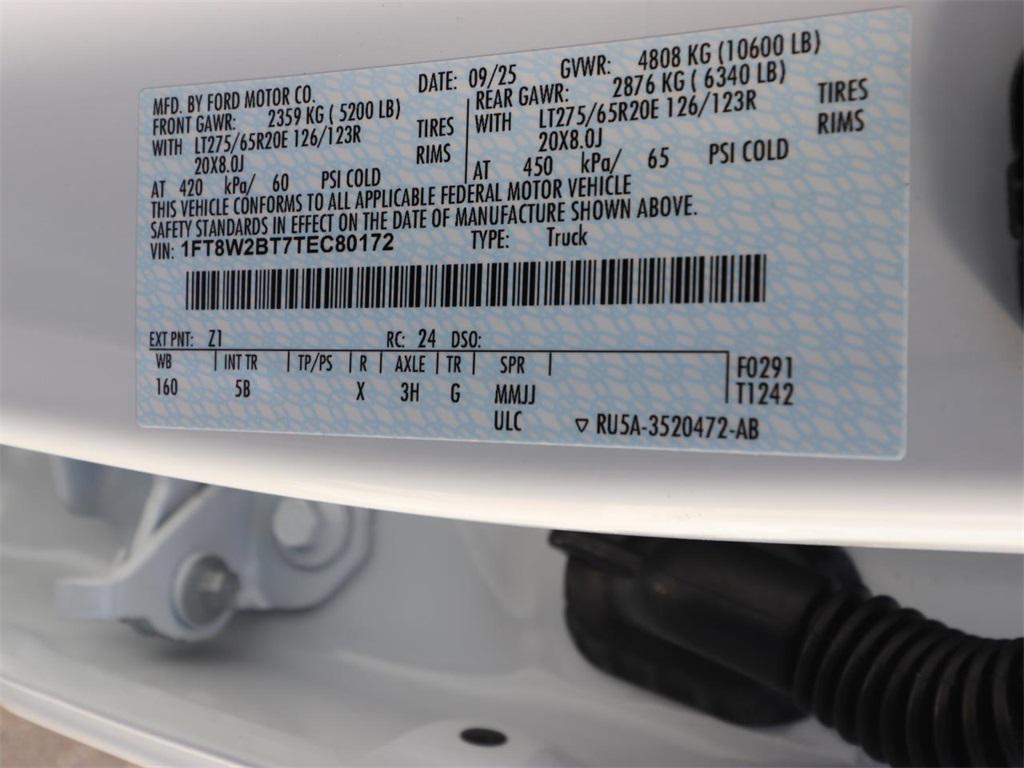 MFD. BY FORD MOTOR CO. DATE: 09/25 GVWR: 4808 KG (10600 LB)
FRONT GAWR: 2359 KG ( 5200 LB) REAR GAWR: 2876 KG ( 6340 LB)
WITH LT275/65R20E 126/123R TIRES WITH LT275/65R20E 126/123R TIRES
20X8.0J RIMS 20X8.0J RIMS
AT 420 kPa/ 60 PSI COLD AT 450 kPa/ 65 PSI COLD
THIS VEHICLE CONFORMS TO ALL APPLICABLE FEDERAL MOTOR VEHICLE
SAFETY STANDARDS IN EFFECT ON THE DATE OF MANUFACTURE SHOWN ABOVE.
VIN: 1FT8W2BT7TEC80172 TYPE: Truck
EXT PNT: Z1 RC: 24 DSO:
WB INT TR TP/PS R AXLE TR SPR F0291
160 5B X 3H G MMJJ T1242
ULC ▽ RU5A-3520472-AB